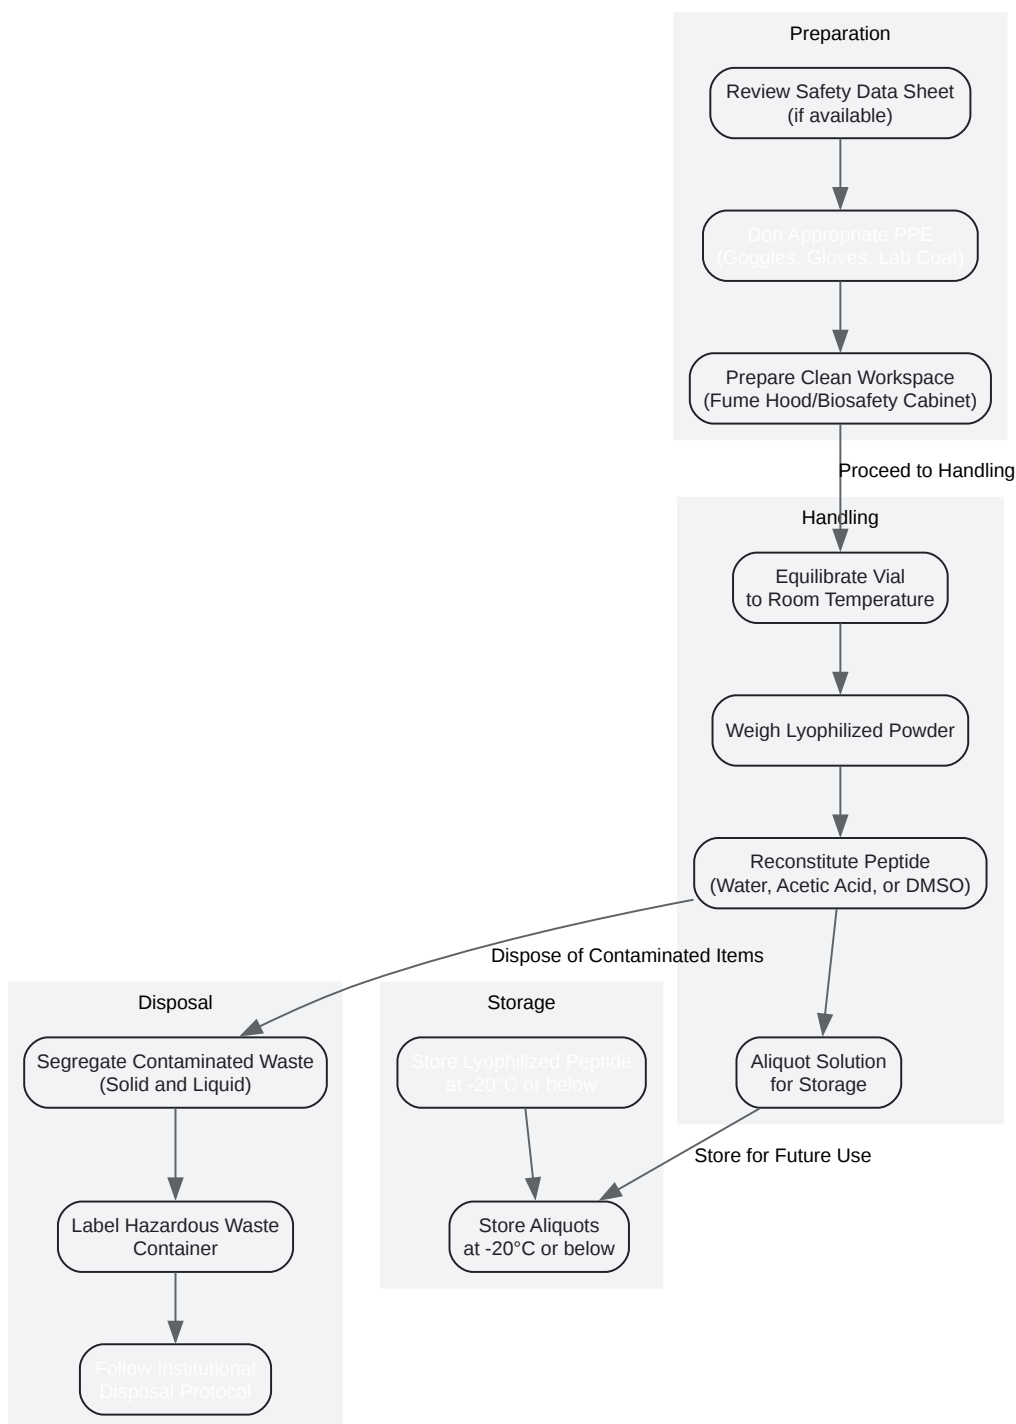 Preparation
Review Safety Data Sheet
(if available)
Don Appropriate PPE
(Goggles, Gloves, Lab Coat)
Prepare Clean Workspace
(Fume Hood/Biosafety Cabinet)
Proceed to Handling
Handling
Equilibrate Vial
to Room Temperature
Weigh Lyophilized Powder
Reconstitute Peptide
(Water, Acetic Acid, or DMSO)
Dispose of Contaminated Items
Disposal
Segregate Contaminated Waste
(Solid and Liquid)
Label Hazardous Waste
Container
Follow Institutional
Disposal Protocol
Storage
Store Lyophilized Peptide
at -20°C or below
Aliquot Solution
for Storage
Store for Future Use
Store Aliquots
at -20°C or below